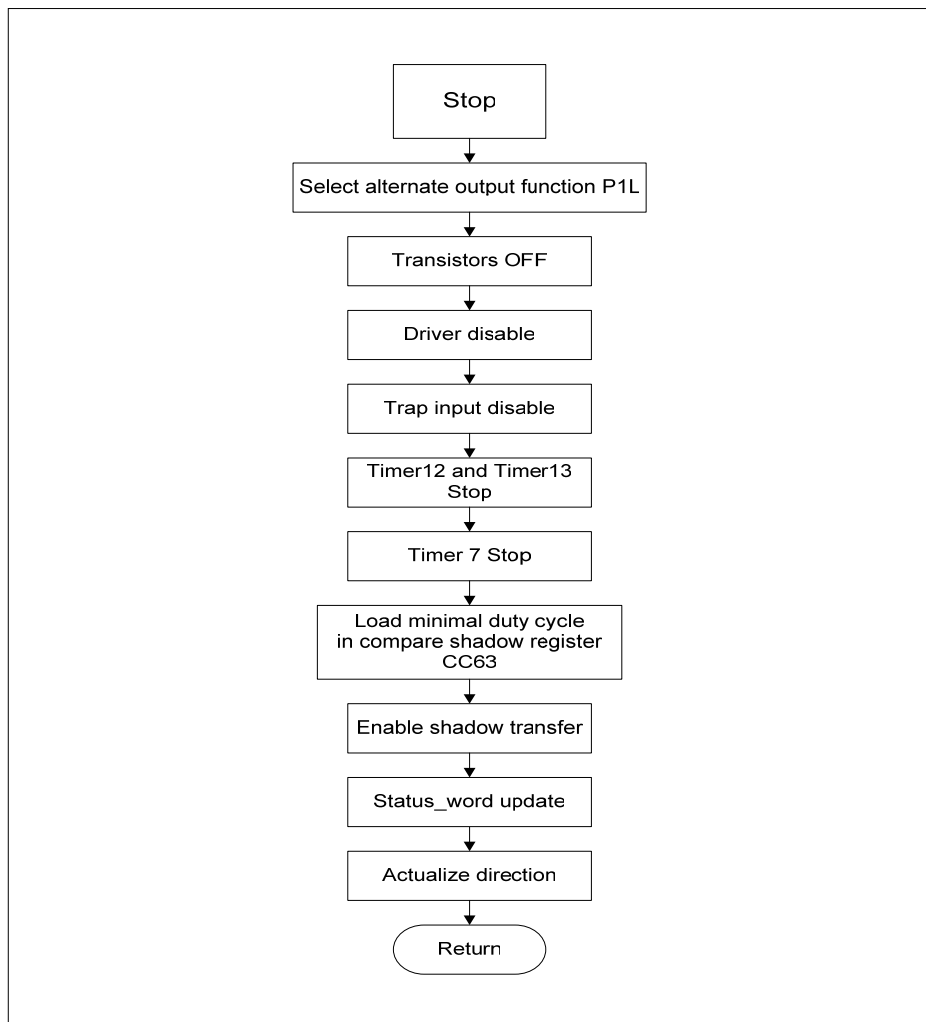 Stop
Select alternate output function P1L
Transistors OFF
Driver disable
Trap input disable
Timer12 and Timer13
Stop
Timer 7 Stop
Load minimal duty cycle
in compare shadow register
CC63
Enable shadow transfer
Status_word update
Actualize direction
Return